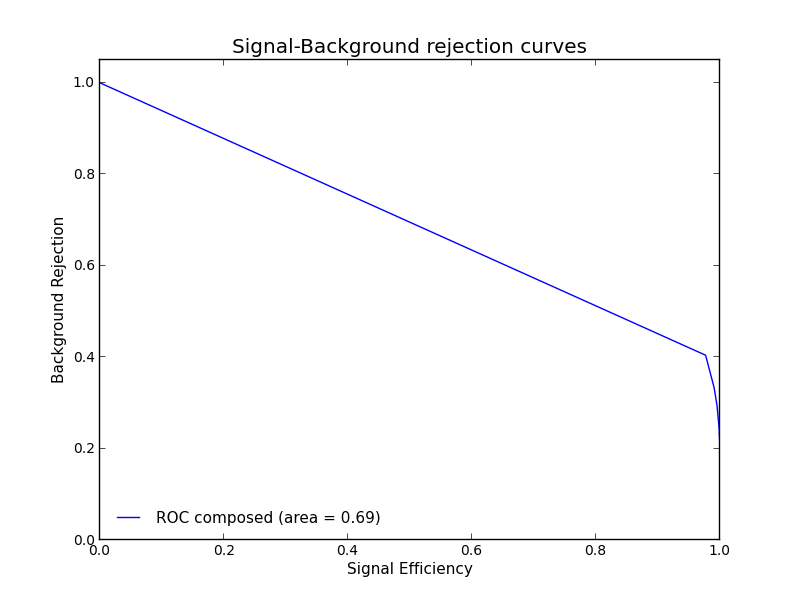 Signal-Background rejection curves
1.0
0.8
0.6
0.4
0.2
0.0
Background Rejection
ROC composed (area = 0.69)
0.0 0.2 0.4 0.6 0.8 1.0
Signal Efficiency